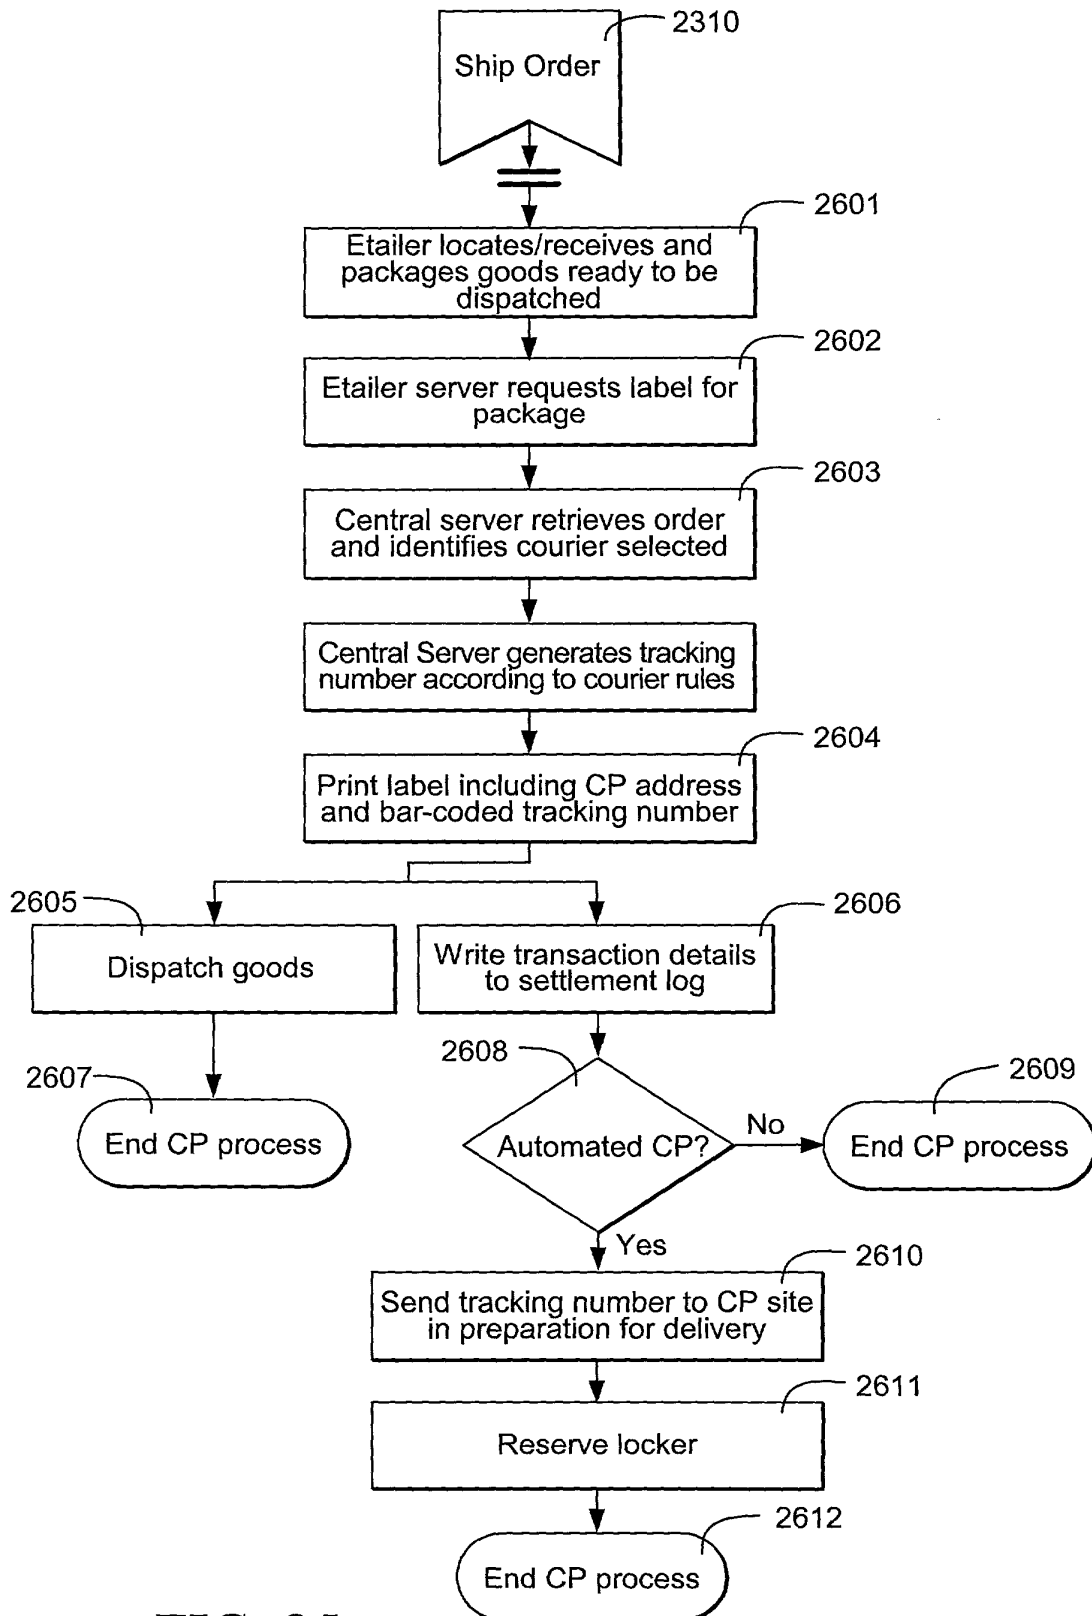 2310
Ship Order
2601
Etailer locates/receives and
packages goods ready to be
dispatched
2602
Etailer server requests label for
package
2603
Central server retrieves order
and identifies courier selected
Central Server generates tracking
number according to courier rules
2604
Print label including CP address
and bar-coded tracking number
2605
2606
Dispatch goods
Write transaction details
to settlement log
2607
2608
2609
End CP process
Automated CP?
No
End CP process
Yes
2610
Send tracking number to CP site
in preparation for delivery
2611
Reserve locker
2612
End CP process